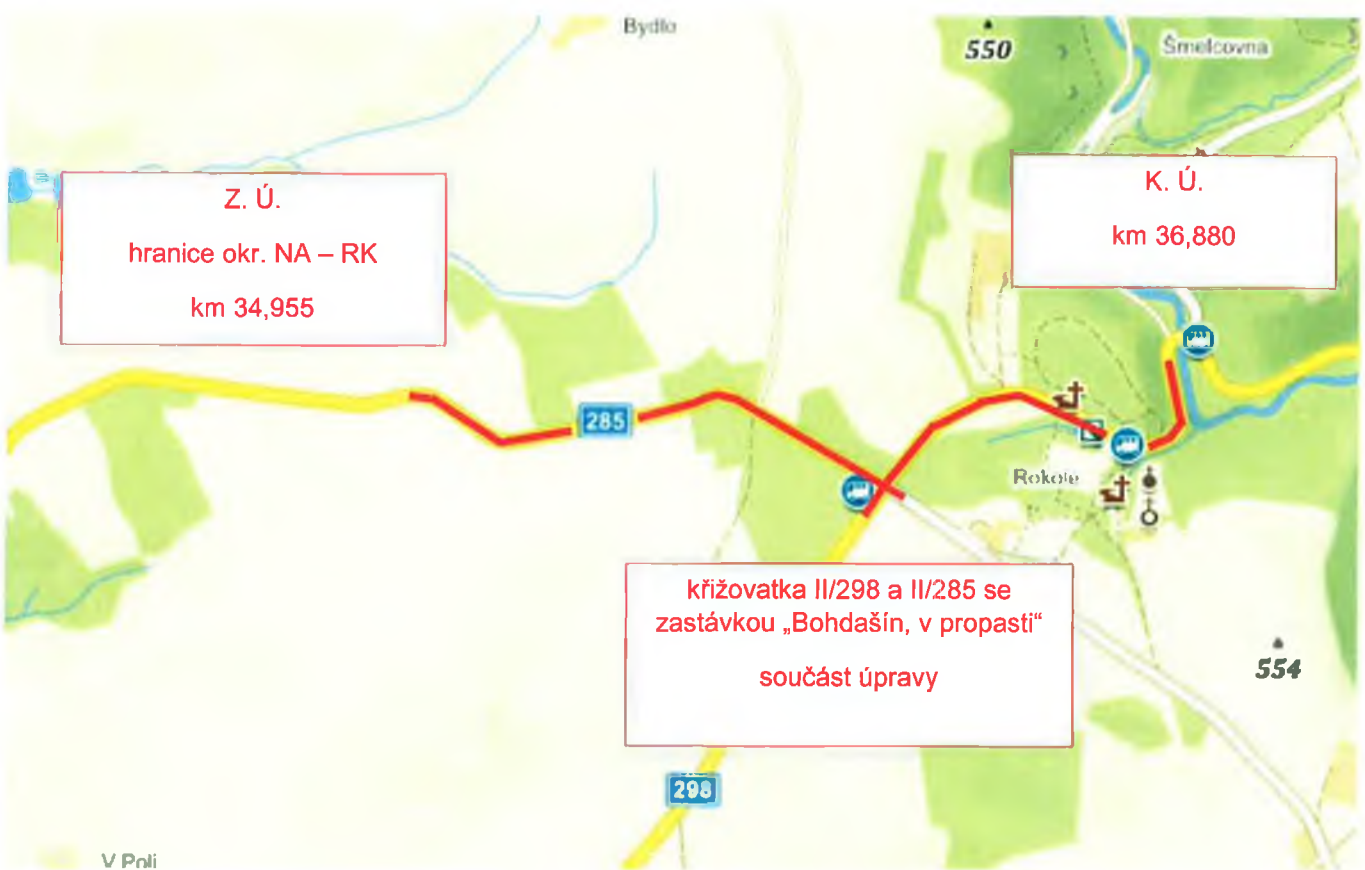 Bydlo
550
Šmelcovna
Z. Ú.
hranice okr. NA – RK
km 34,955
K. Ú.
km 36,880
285
Rokole
křižovatka II/298 a II/285 se
zastávkou „Bohdašín, v propasti“
součást úpravy
554
298
V Poli